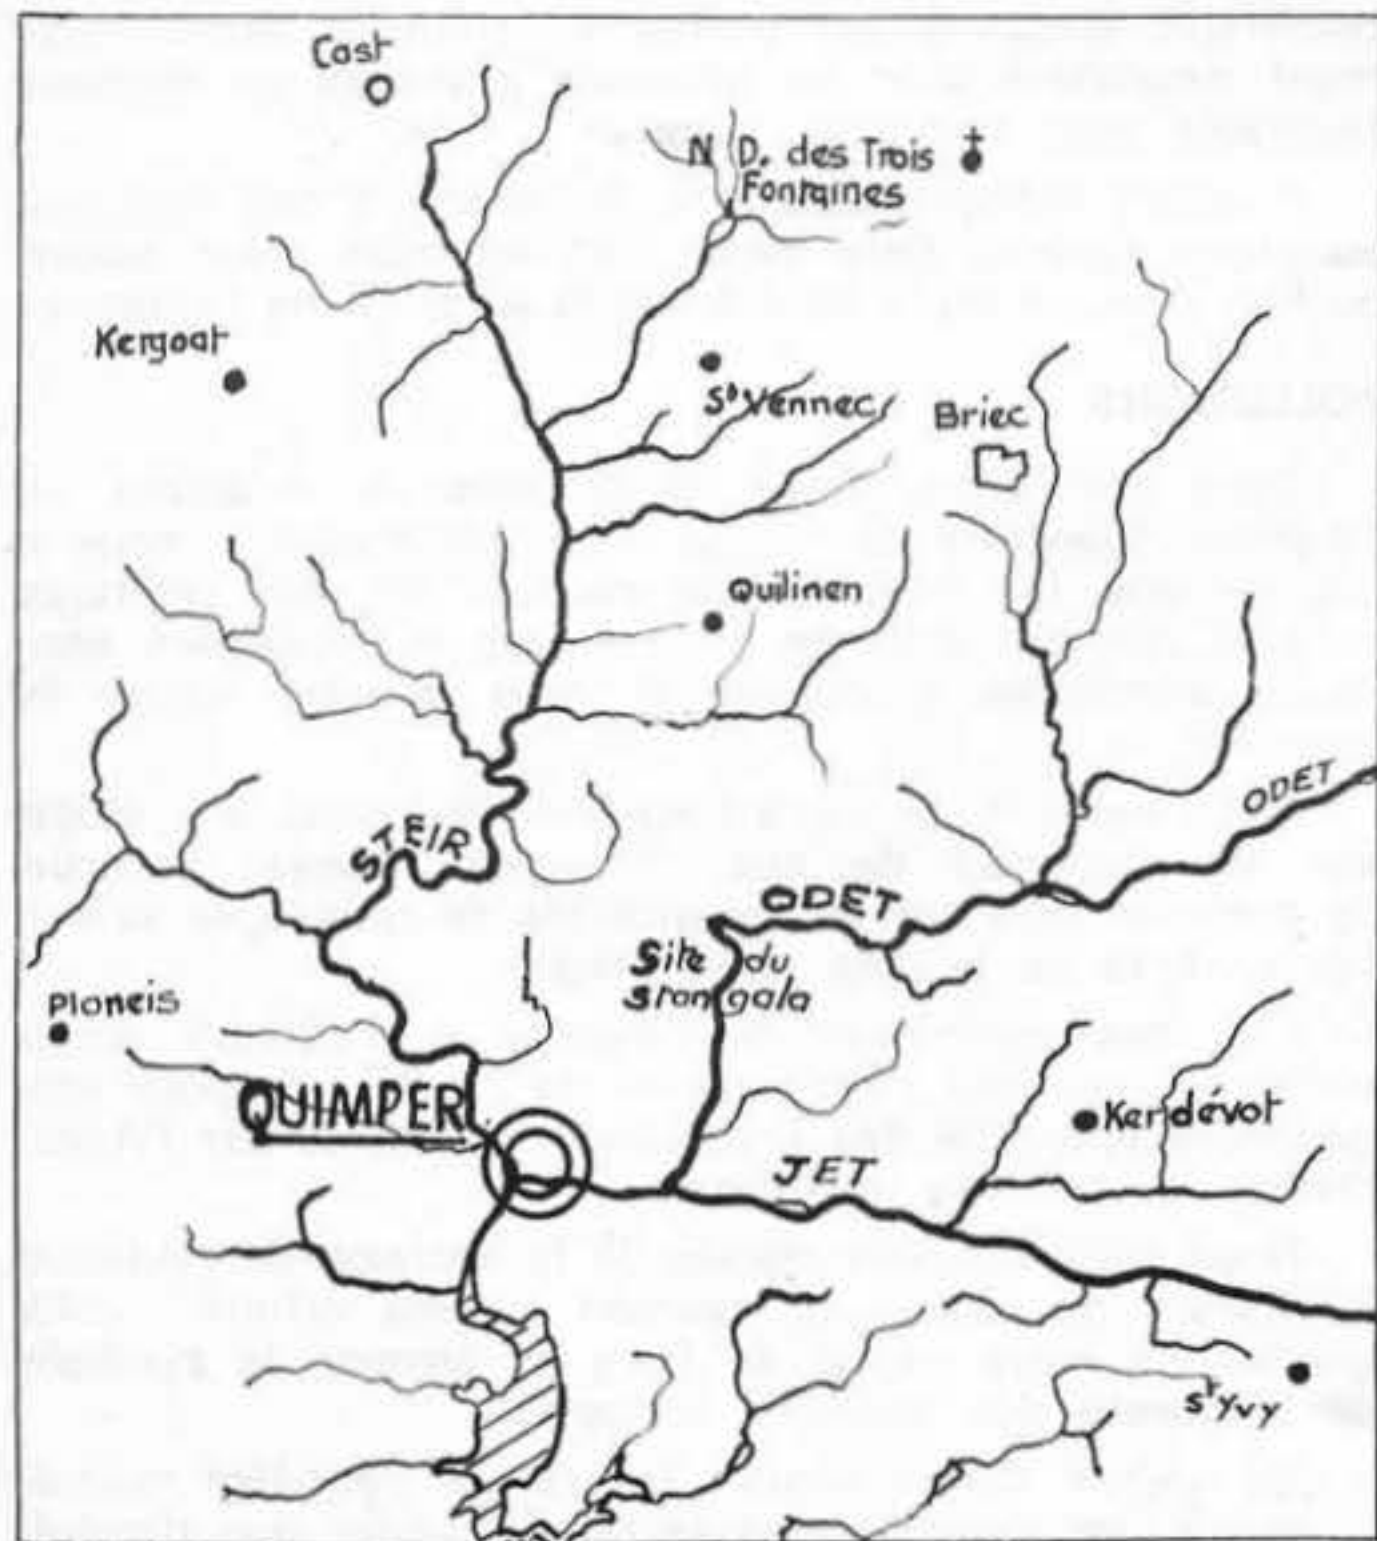 Cast
N D. des Trois
Fontaines
Kergoat
St Vennec
Briec
Quilinen
ODET
STEIR
ODET
Site du
Stangala
Ploneis
QUIMPER
Kerdévot
JET
St yvy